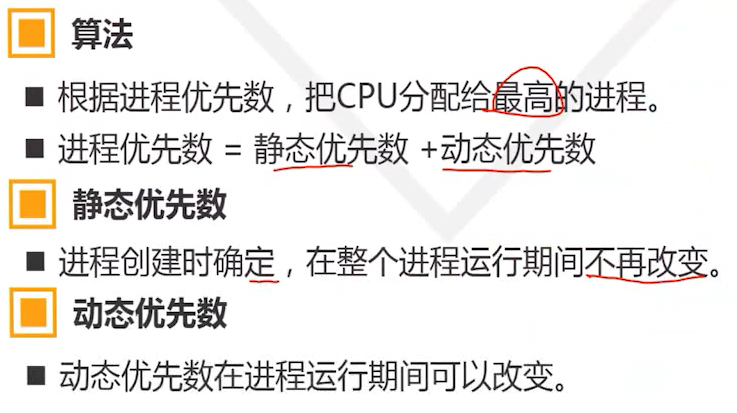 算法
根据进程优先数，把CPU分配给最高的进程。
进程优先数 = 静态优先数 +动态优先数
静态优先数
进程创建时确定，在整个进程运行期间不再改变。
动态优先数
动态优先数在进程运行期间可以改变。